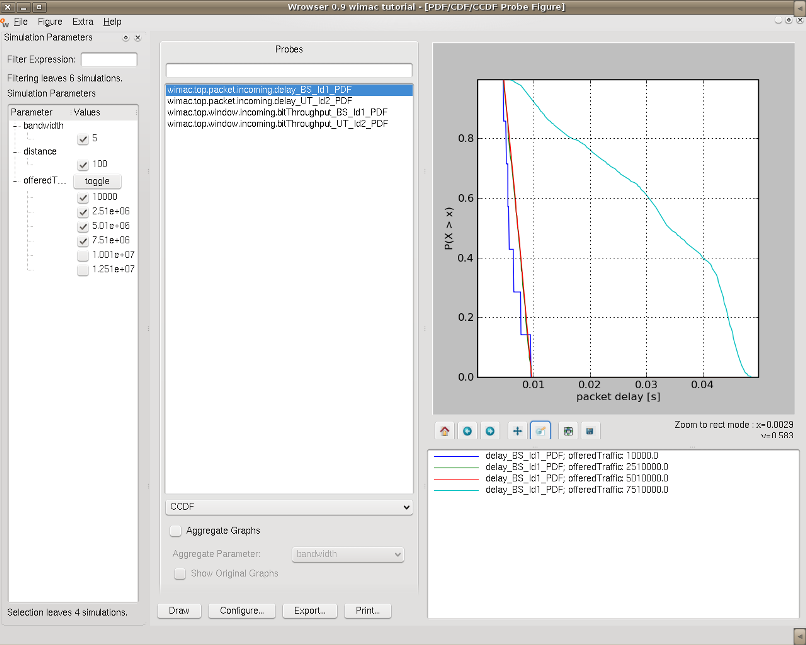 Wrowser 0.9 wimac tutorial - [PDF/CDF/CCDF Probe Figure]
File Figure Extra Help
Simulation Parameters
Filter Expression:
Filtering leaves 6 simulations.
Simulation Parameters
Parameter Values
bandwidth
5
distance
100
offeredT... toggle
10000
2.51e+06
5.01e+06
7.51e+06
1.001e+07
1.251e+07
Selection leaves 4 simulations.
Probes
wimac.top.packet.incoming.delay_BS_Id1_PDF
wimac.top.packet.incoming.delay_UT_Id2_PDF
wimac.top.window.incoming.bitThroughput_BS_Id1_PDF
wimac.top.window.incoming.bitThroughput_UT_Id2_PDF
CCDF
Aggregate Graphs
Aggregate Parameter: bandwidth
Show Original Graphs
Draw Configure... Export... Print...
P(X > x)
0.8
0.6
0.4
0.2
0.0
0.01 0.02 0.03 0.04
packet delay [s]
Zoom to rect mode : x=0.0029
y=0.583
delay_BS_Id1_PDF; offeredTraffic: 10000.0
delay_BS_Id1_PDF; offeredTraffic: 2510000.0
delay_BS_Id1_PDF; offeredTraffic: 5010000.0
delay_BS_Id1_PDF; offeredTraffic: 7510000.0